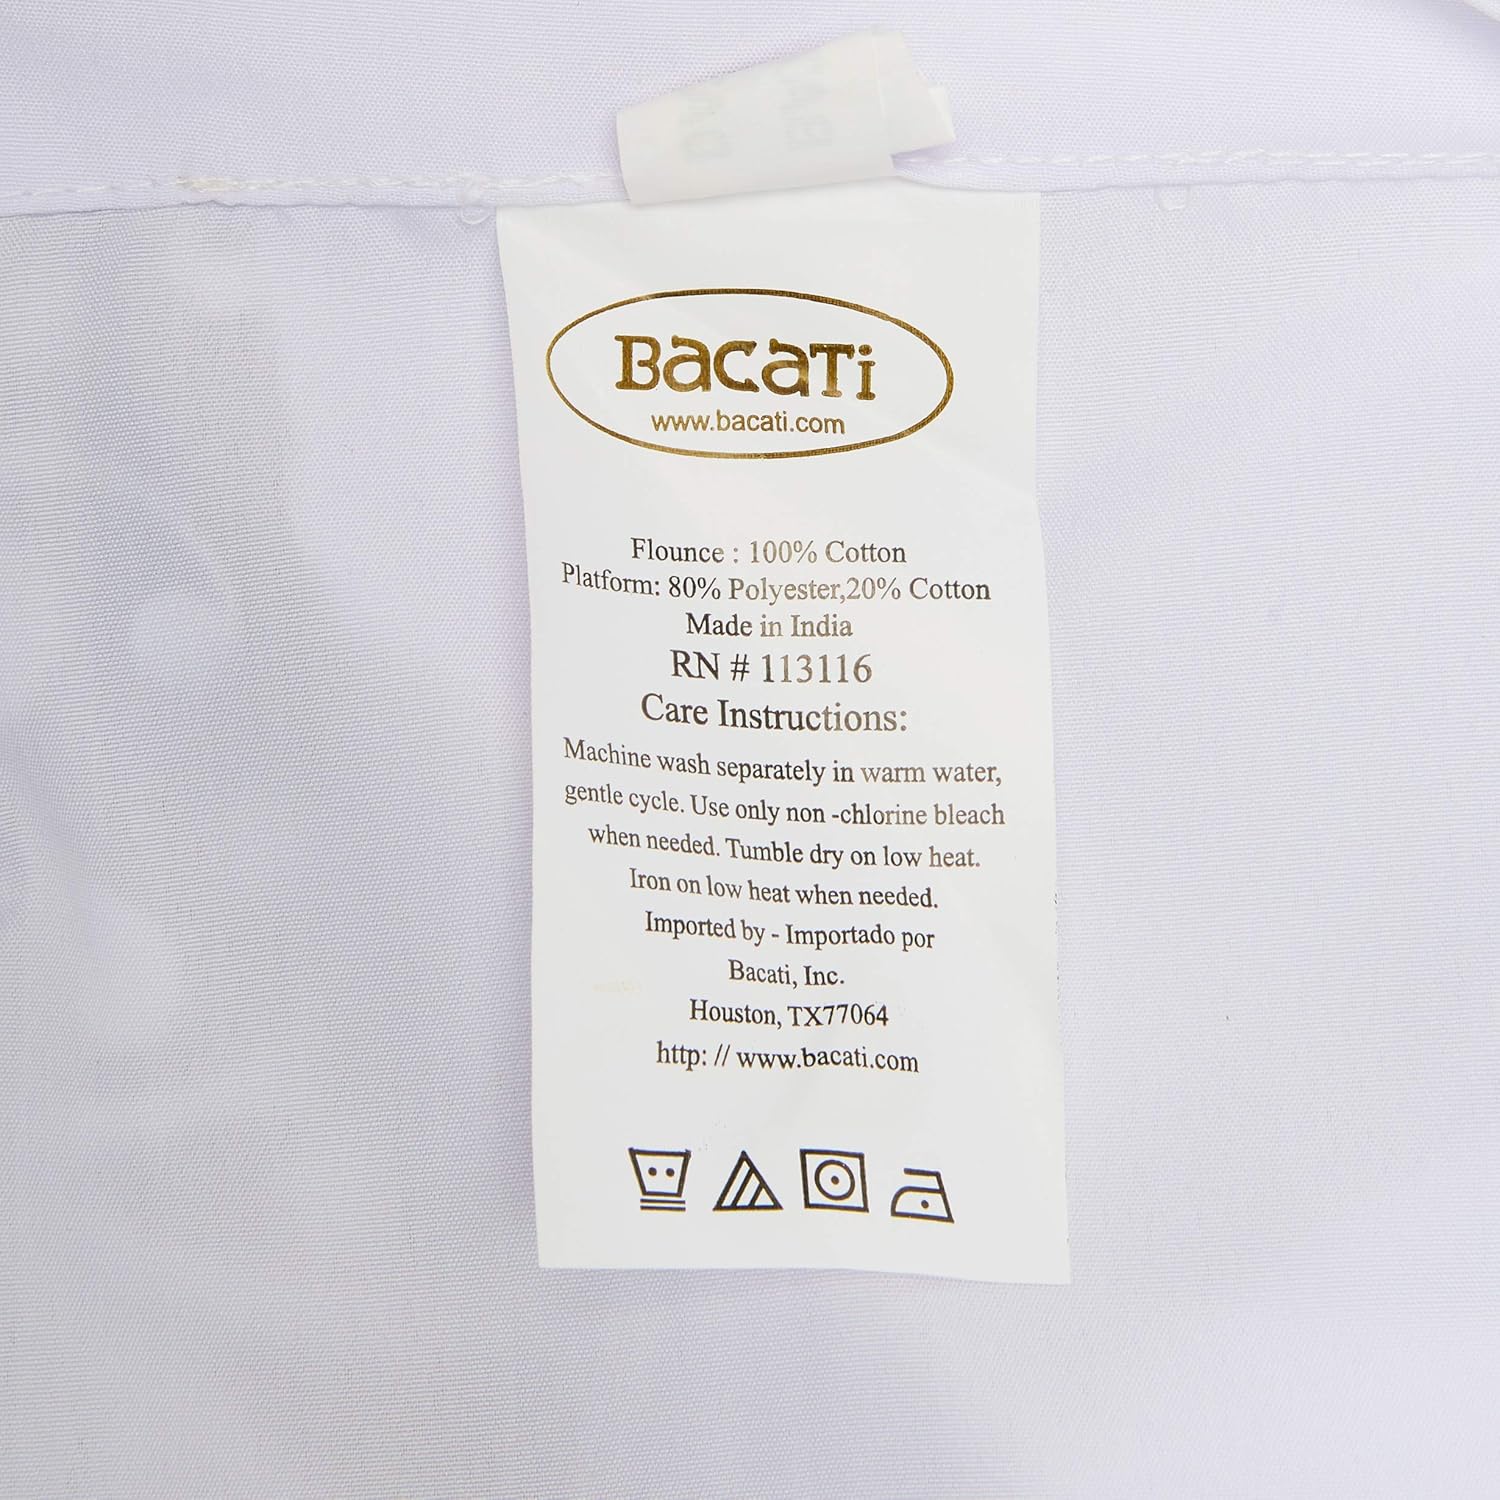 BACATi
www.bacati.com
Flounce : 100% Cotton
Platform: 80% Polyester,20% Cotton
Made in India
RN # 113116
Care Instructions:
Machine wash separately in warm water,
gentle cycle. Use only non -chlorine bleach
when needed. Tumble dry on low heat.
Iron on low heat when needed.
Imported by - Importado por
Bacati, Inc.
Houston, TX77064
http: // www.bacati.com